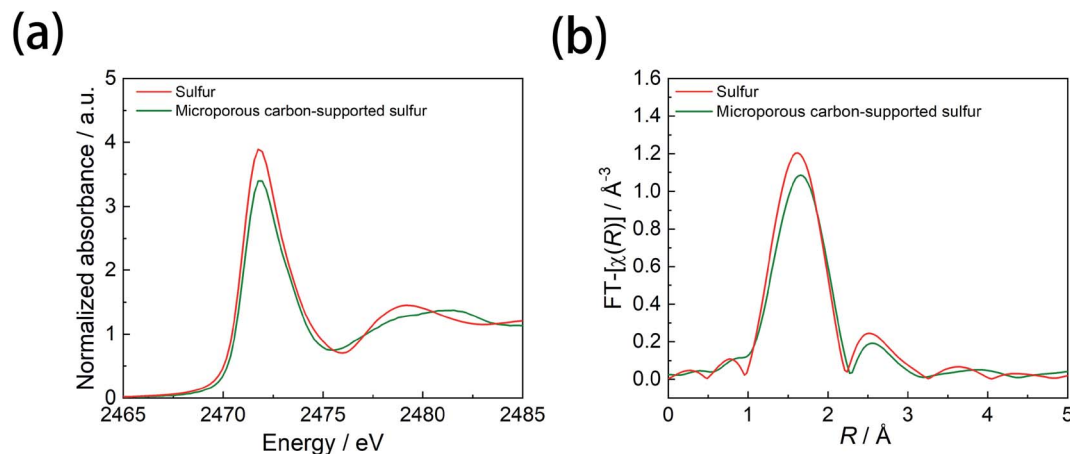 (a)
Normalized absorbance / a.u.
5
4
3
2
1
0
Sulfur
Microporous carbon-supported sulfur
2465 2470 2475 2480 2485
Energy / eV
(b)
FT-[χ(R)] / Å⁻³
1.6
1.4
1.2
1.0
0.8
0.6
0.4
0.2
0.0
Sulfur
Microporous carbon-supported sulfur
0 1 2 3 4 5
R / Å